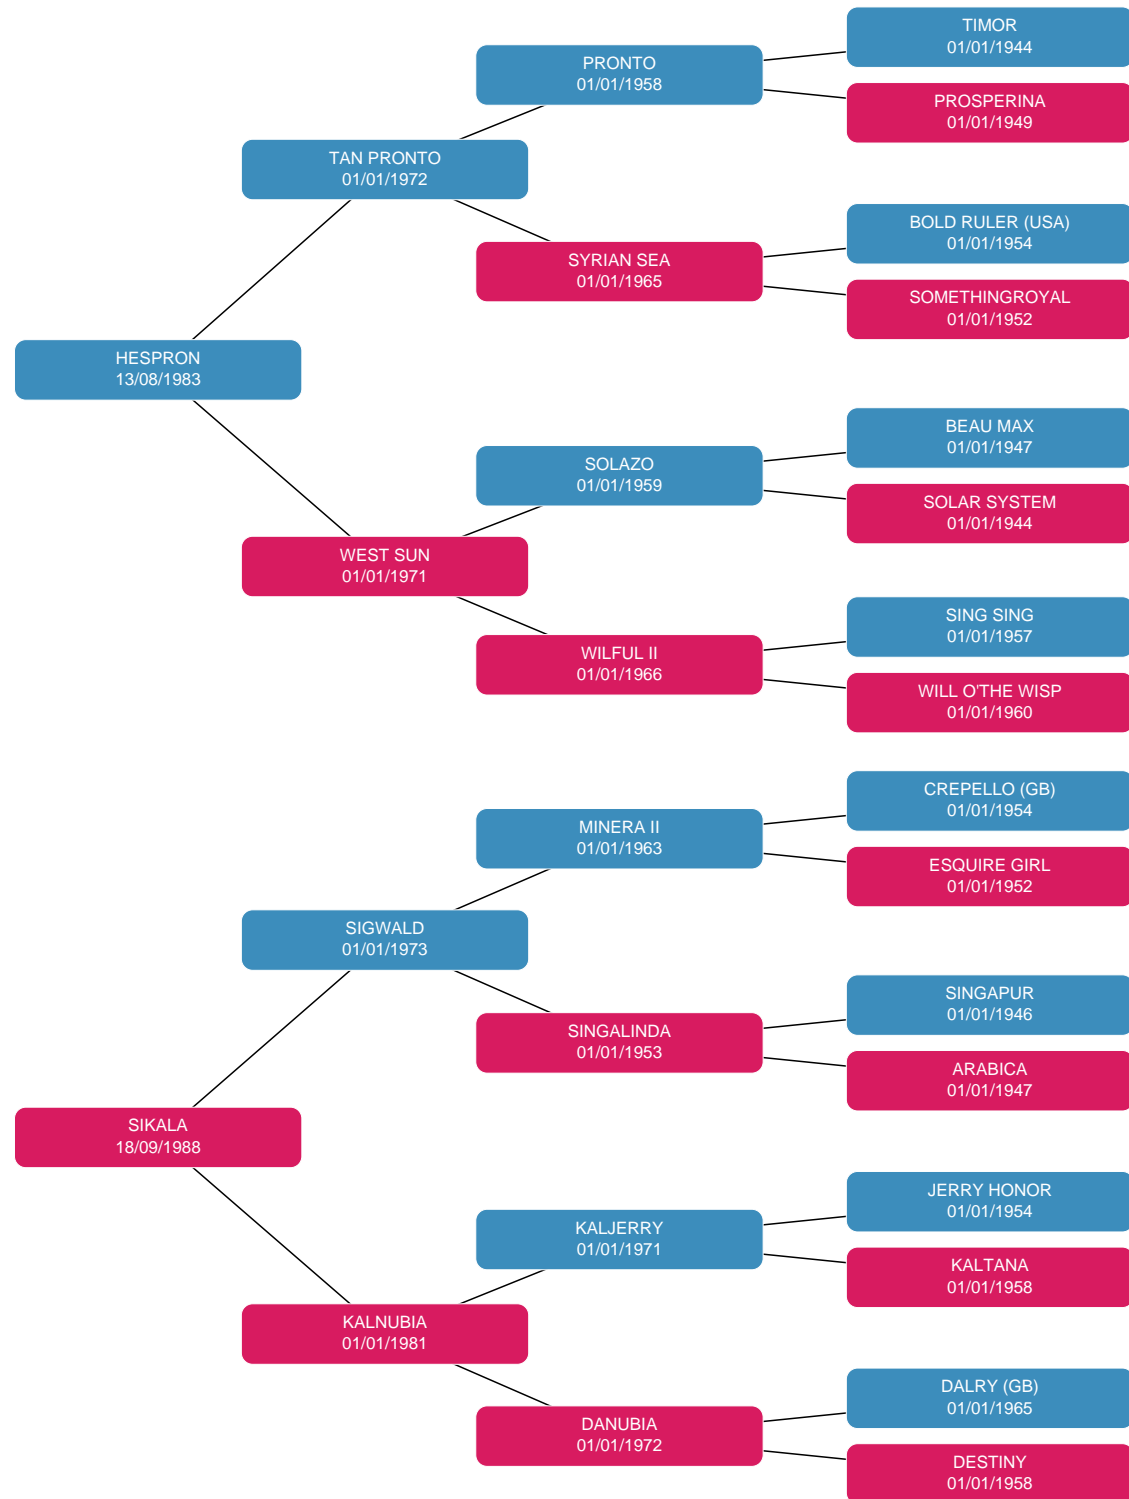 TIMOR
01/01/1944
PRONTO
01/01/1958
PROSPERINA
01/01/1949
TAN PRONTO
01/01/1972
BOLD RULER (USA)
01/01/1954
SYRIAN SEA
01/01/1965
SOMETHINGROYAL
01/01/1952
HESPRON
13/08/1983
BEAU MAX
01/01/1947
SOLAZO
01/01/1959
SOLAR SYSTEM
01/01/1944
WEST SUN
01/01/1971
SING SING
01/01/1957
WILFUL II
01/01/1966
WILL O'THE WISP
01/01/1960
CREPELLO (GB)
01/01/1954
MINERA II
01/01/1963
ESQUIRE GIRL
01/01/1952
SIGWALD
01/01/1973
SINGAPUR
01/01/1946
SINGALINDA
01/01/1953
ARABICA
01/01/1947
SIKALA
18/09/1988
JERRY HONOR
01/01/1954
KALJERRY
01/01/1971
KALTANA
01/01/1958
KALNUBIA
01/01/1981
DALRY (GB)
01/01/1965
DANUBIA
01/01/1972
DESTINY
01/01/1958